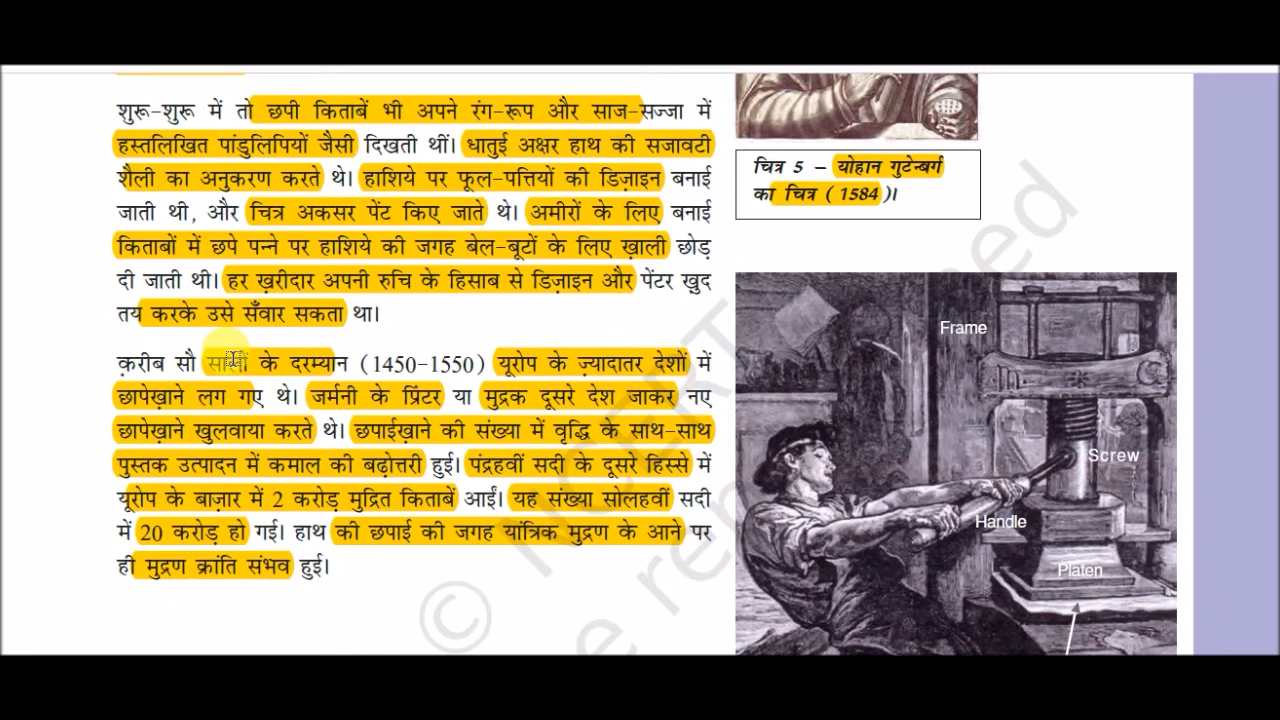 शुरू-शुरू में तो छपी किताबें भी अपने रंग-रूप और साज-सज्जा में
हस्तलिखित पांडुलिपियों जैसी दिखती थीं। धातुई अक्षर हाथ की सजावटी
शैली का अनुकरण करते थे। हाशिये पर फूल-पत्तियों की डिज़ाइन बनाई
जाती थी, और चित्र अकसर पेंट किए जाते थे। अमीरों के लिए बनाई
किताबों में छपे पन्ने पर हाशिये की जगह बेल-बूटों के लिए ख़ाली छोड़
दी जाती थी। हर ख़रीदार अपनी रुचि के हिसाब से डिज़ाइन और पेंटर ख़ुद
तय करके उसे सँवार सकता था।
क़रीब सौ सालों के दरम्यान (1450-1550) यूरोप के ज़्यादातर देशों में
छापेख़ाने लग गए थे। जर्मनी के प्रिंटर या मुद्रक दूसरे देश जाकर नए
छापेख़ाने खुलवाया करते थे। छपाईख़ाने की संख्या में वृद्धि के साथ-साथ
पुस्तक उत्पादन में कमाल की बढ़ोत्तरी हुई। पंद्रहवीं सदी के दूसरे हिस्से में
यूरोप के बाज़ार में 2 करोड़ मुद्रित किताबें आईं। यह संख्या सोलहवीं सदी
में 20 करोड़ हो गई। हाथ की छपाई की जगह यांत्रिक मुद्रण के आने पर
ही मुद्रण क्रांति संभव हुई।
चित्र 5 – योहान गुटेन्बर्ग
का चित्र (1584)।
Frame
Screw
Handle
Platen
© NCERT
be re
ed